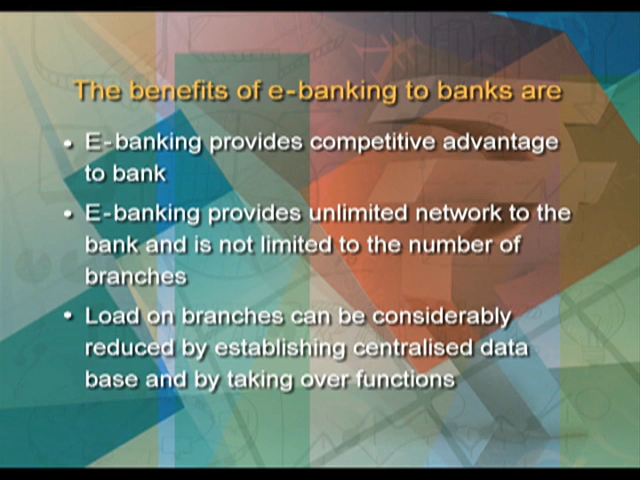 The benefits of e-banking to banks are
• E-banking provides competitive advantage
to bank
• E-banking provides unlimited network to the
bank and is not limited to the number of
branches
• Load on branches can be considerably
reduced by establishing centralised data
base and by taking over functions